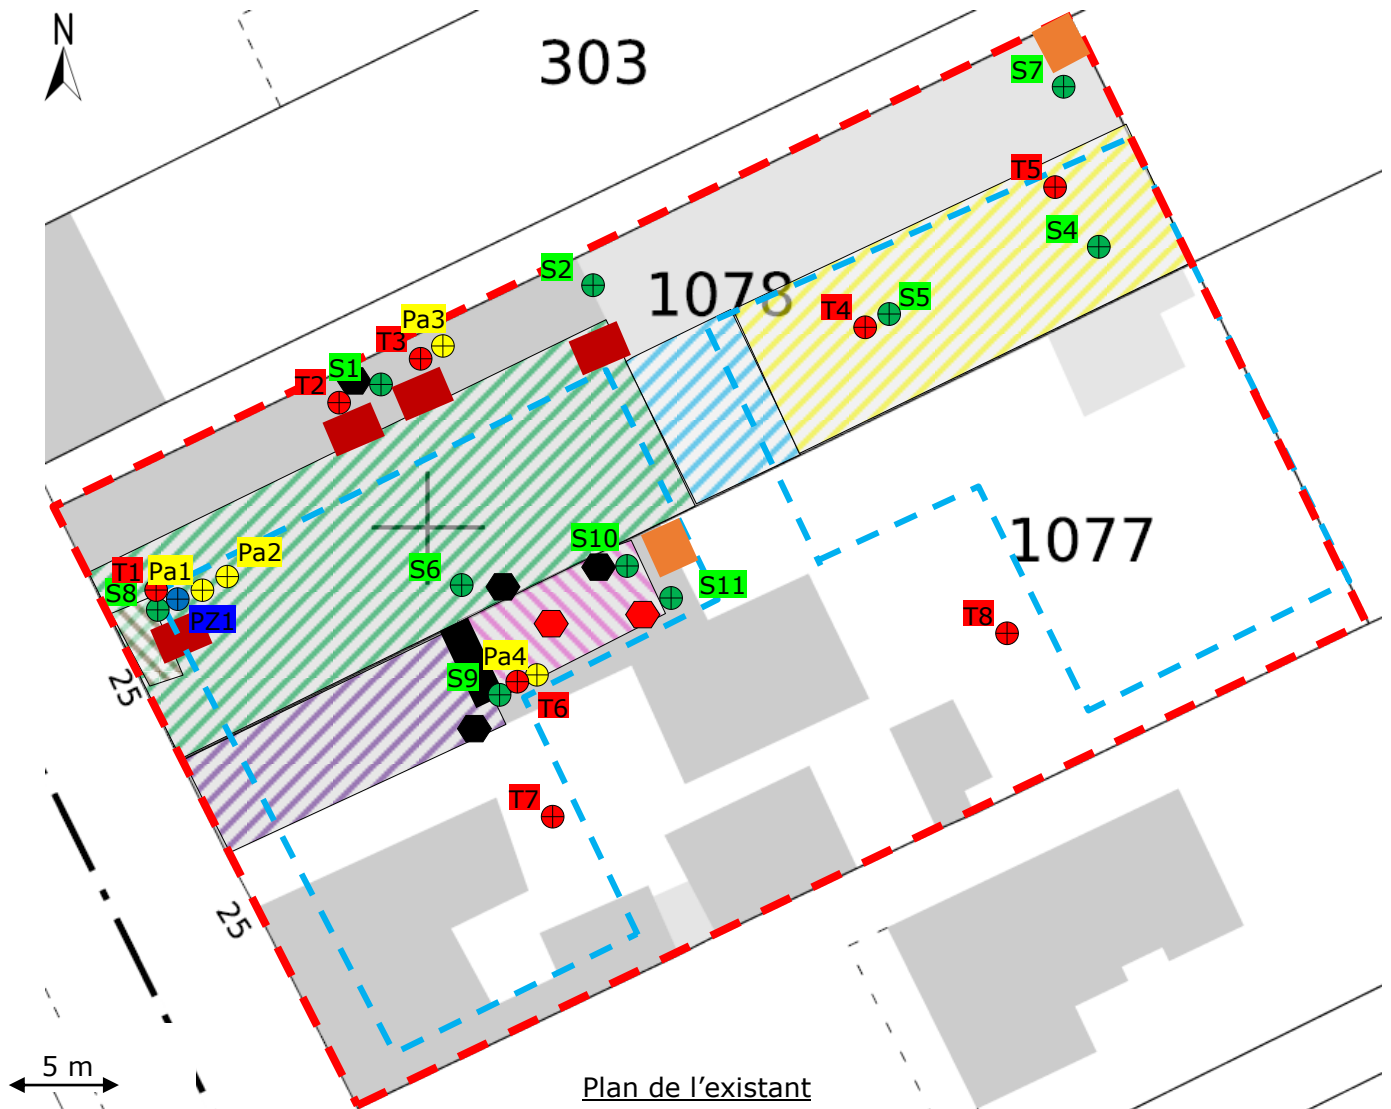 N
303
S7
T5
S4
S2
1078
T4
S5
Pa3
T3
S1
T2
1077
S10
Pa2
T1
Pa1
S6
S11
S8
PZ1
T8
Pa4
S9
25
T6
T7
25
5 m
Plan de l’existant